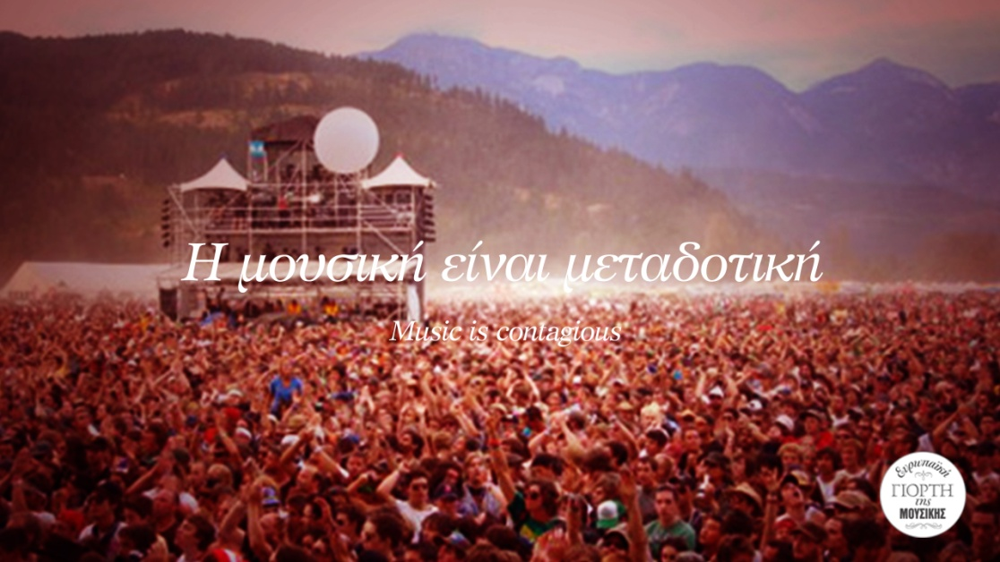 Η μουσική είναι μεταδοτική
Music is contagious
Ευρωπαϊκή
ΓΙΟΡΤΗ
της
ΜΟΥΣΙΚΗΣ